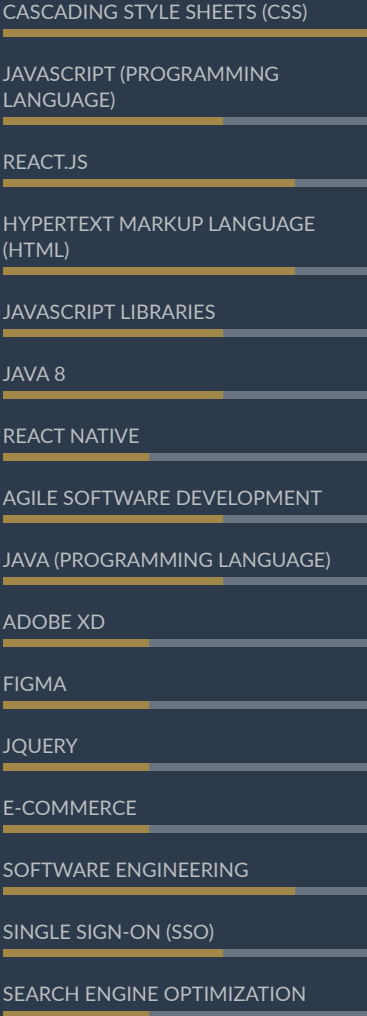 CASCADING STYLE SHEETS (CSS)
JAVASCRIPT (PROGRAMMING
LANGUAGE)
REACT.JS
HYPERTEXT MARKUP LANGUAGE
(HTML)
JAVASCRIPT LIBRARIES
JAVA 8
REACT NATIVE
AGILE SOFTWARE DEVELOPMENT
JAVA (PROGRAMMING LANGUAGE)
ADOBE XD
FIGMA
JQUERY
E-COMMERCE
SOFTWARE ENGINEERING
SINGLE SIGN-ON (SSO)
SEARCH ENGINE OPTIMIZATION